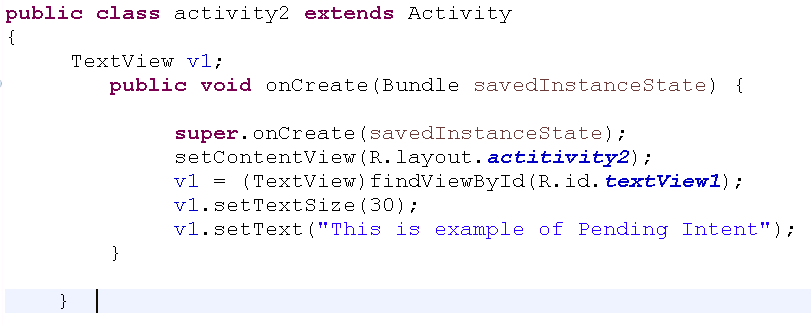 public class activity2 extends Activity
{
TextView v1;
public void onCreate(Bundle savedInstanceState) {
super.onCreate(savedInstanceState);
setContentView(R.layout.actitivity2);
v1 = (TextView)findViewById(R.id.textView1);
v1.setTextSize(30);
v1.setText("This is example of Pending Intent");
}
}